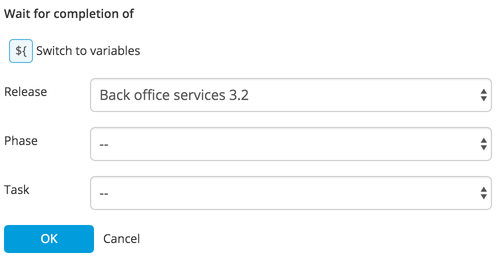 Wait for completion of
${ Switch to variables
Release Back office services 3.2
Phase --
Task --
OK Cancel